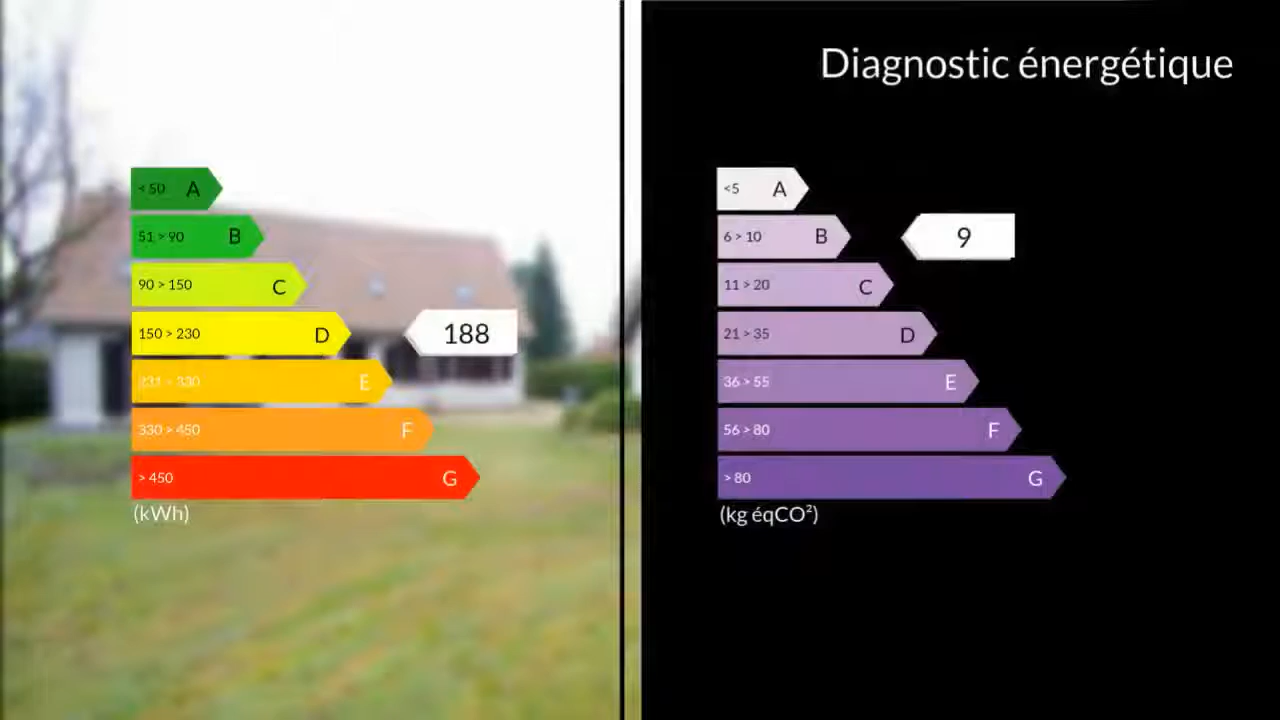 Diagnostic énergétique
< 50 A
51 > 90 B
90 > 150 C
150 > 230 D
188
231 > 330 E
330 > 450 F
> 450 G
(kWh)
<5 A
6 > 10 B
9
11 > 20 C
21 > 35 D
36 > 55 E
56 > 80 F
> 80 G
(kg éqCO²)